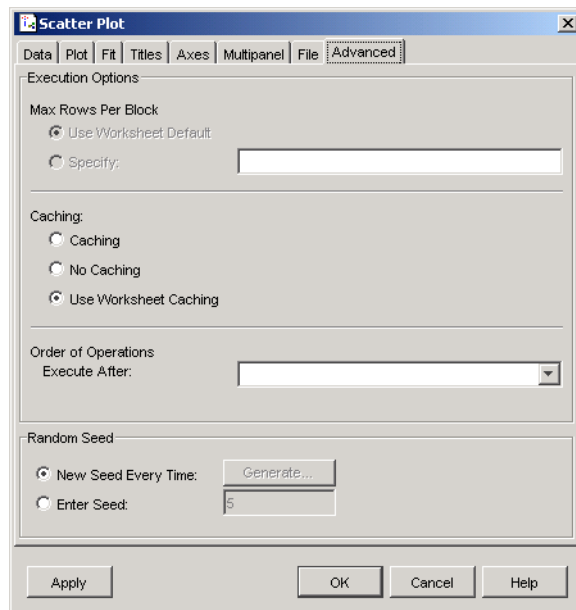 Scatter Plot
Data Plot Fit Titles Axes Multipanel File Advanced
Execution Options
Max Rows Per Block
Use Worksheet Default
Specify:
Caching:
Caching
No Caching
Use Worksheet Caching
Order of Operations
Execute After:
Random Seed
New Seed Every Time: Generate...
Enter Seed: 5
Apply OK Cancel Help